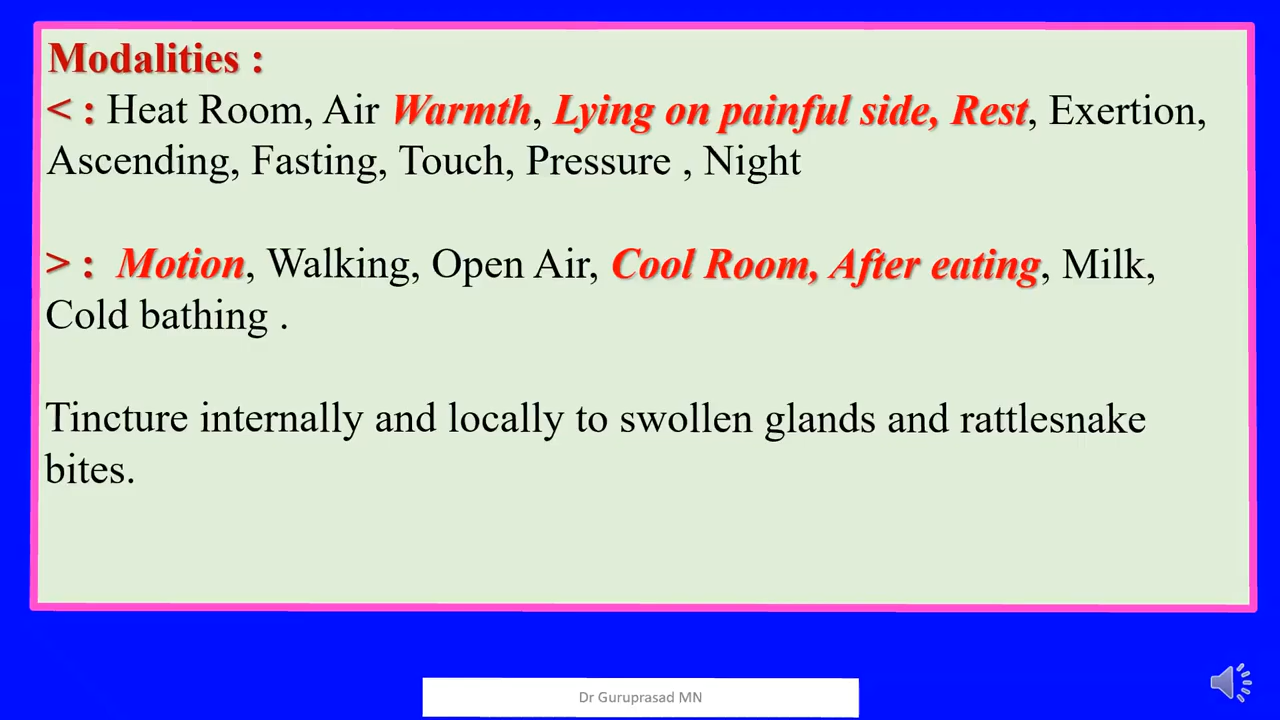 Modalities :
< : Heat Room, Air Warmth, Lying on painful side, Rest, Exertion,
Ascending, Fasting, Touch, Pressure , Night
> : Motion, Walking, Open Air, Cool Room, After eating, Milk,
Cold bathing .
Tincture internally and locally to swollen glands and rattlesnake
bites.
Dr Guruprasad MN